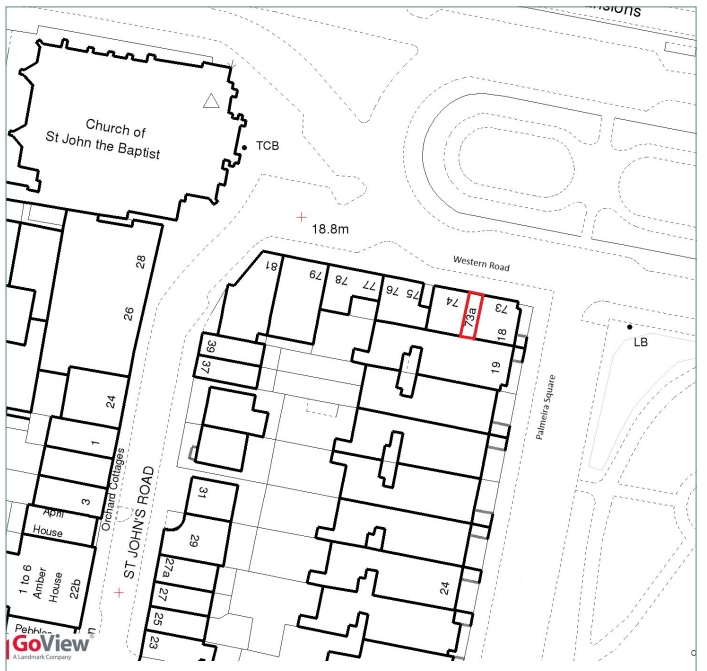 Church of
St John the Baptist
TCB
18.8m
Western Road
81
79
78
77
76
75
74
73a
73
18
19
LB
Palmeira Square
28
26
24
39
37
1
3
Orchard Cottages
ST JOHN'S ROAD
31
29
27a
27
25
23
24
April
House
1 to 6
Amber
House
22b
GoView
A Landmark Company